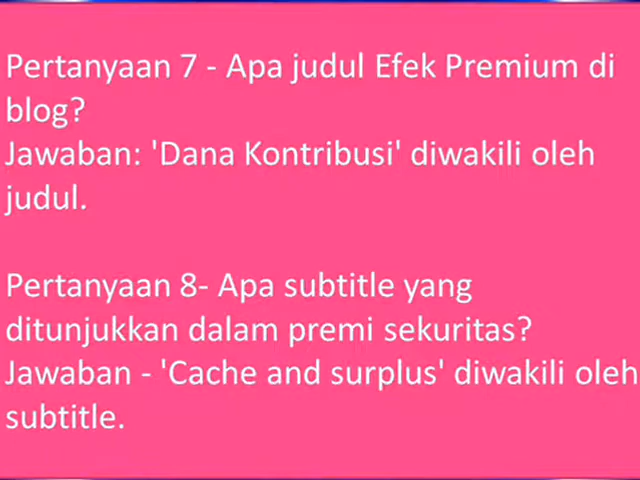 Pertanyaan 7 - Apa judul Efek Premium di
blog?
Jawaban: 'Dana Kontribusi' diwakili oleh
judul.
Pertanyaan 8- Apa subtitle yang
ditunjukkan dalam premi sekuritas?
Jawaban - 'Cache and surplus' diwakili oleh
subtitle.